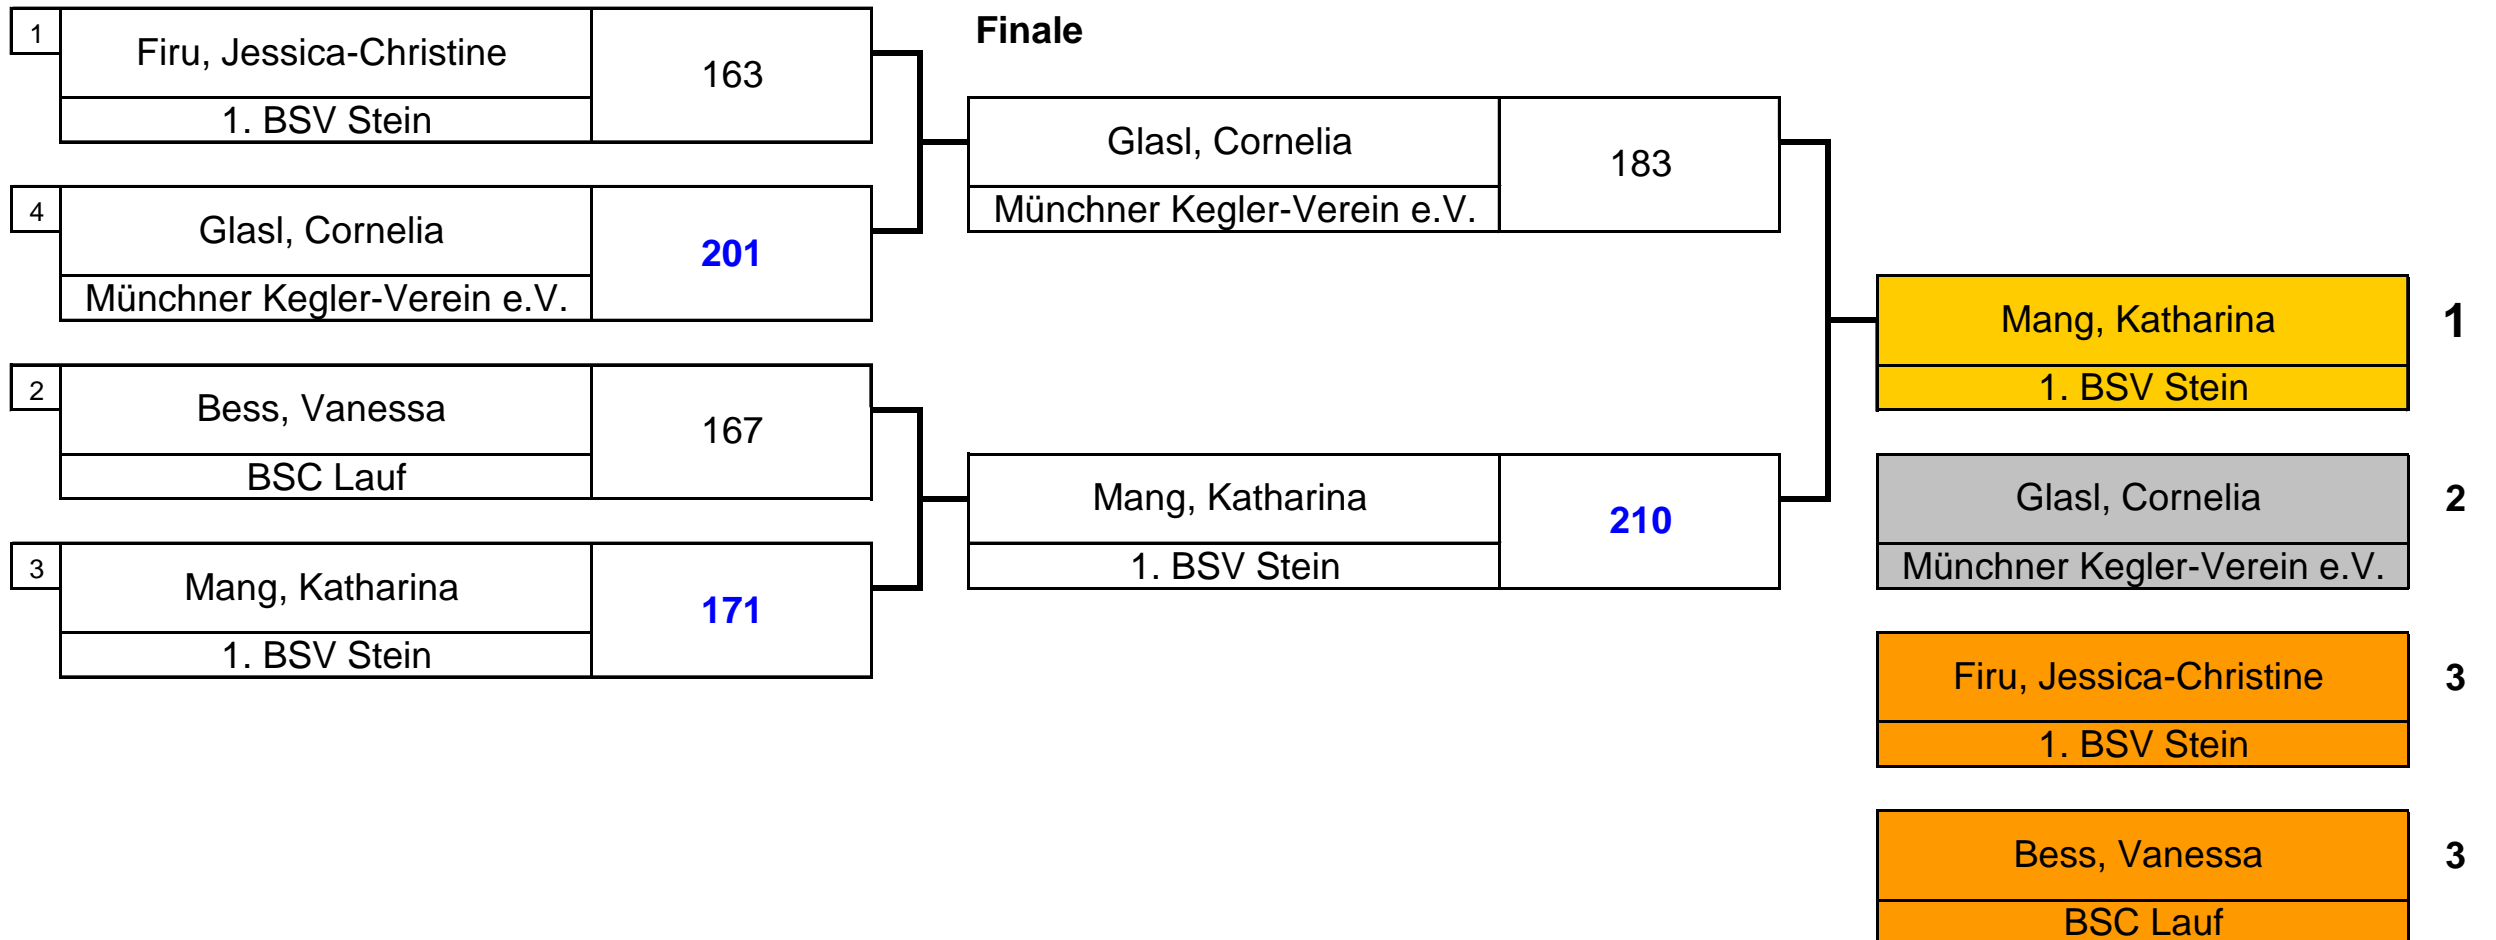 1
Firu, Jessica-Christine
163
1. BSV Stein
4
Glasl, Cornelia
201
Münchner Kegler-Verein e.V.
2
Bess, Vanessa
167
BSC Lauf
3
Mang, Katharina
171
1. BSV Stein
Finale
Glasl, Cornelia
183
Münchner Kegler-Verein e.V.
Mang, Katharina
210
1. BSV Stein
Mang, Katharina
1
1. BSV Stein
Glasl, Cornelia
2
Münchner Kegler-Verein e.V.
Firu, Jessica-Christine
3
1. BSV Stein
Bess, Vanessa
3
BSC Lauf